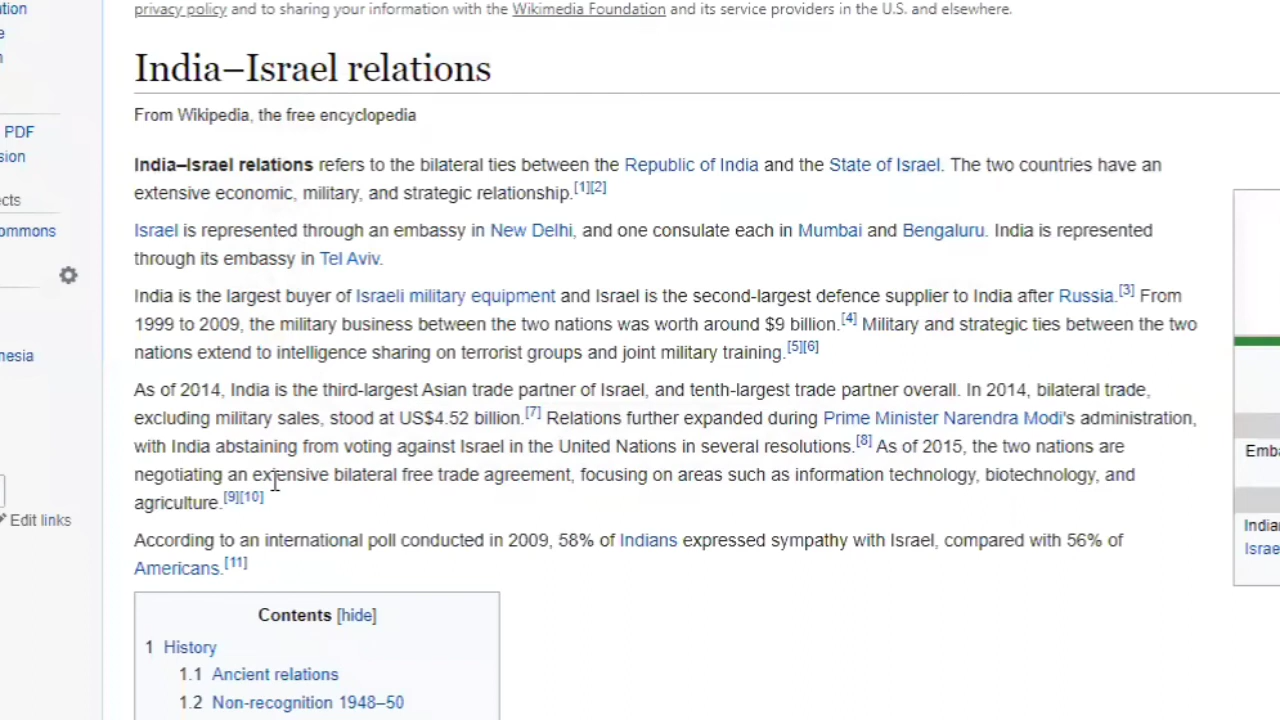 privacy policy and to sharing your information with the Wikimedia Foundation and its service providers in the U.S. and elsewhere.
India–Israel relations
From Wikipedia, the free encyclopedia
India–Israel relations refers to the bilateral ties between the Republic of India and the State of Israel. The two countries have an
extensive economic, military, and strategic relationship.[1][2]
Israel is represented through an embassy in New Delhi, and one consulate each in Mumbai and Bengaluru. India is represented
through its embassy in Tel Aviv.
India is the largest buyer of Israeli military equipment and Israel is the second-largest defence supplier to India after Russia.[3] From
1999 to 2009, the military business between the two nations was worth around $9 billion.[4] Military and strategic ties between the two
nations extend to intelligence sharing on terrorist groups and joint military training.[5][6]
As of 2014, India is the third-largest Asian trade partner of Israel, and tenth-largest trade partner overall. In 2014, bilateral trade,
excluding military sales, stood at US$4.52 billion.[7] Relations further expanded during Prime Minister Narendra Modi's administration,
with India abstaining from voting against Israel in the United Nations in several resolutions.[8] As of 2015, the two nations are
negotiating an extensive bilateral free trade agreement, focusing on areas such as information technology, biotechnology, and
agriculture.[9][10]
According to an international poll conducted in 2009, 58% of Indians expressed sympathy with Israel, compared with 56% of
Americans.[11]
Contents [hide]
1 History
1.1 Ancient relations
1.2 Non-recognition 1948–50
PDF
Edit links